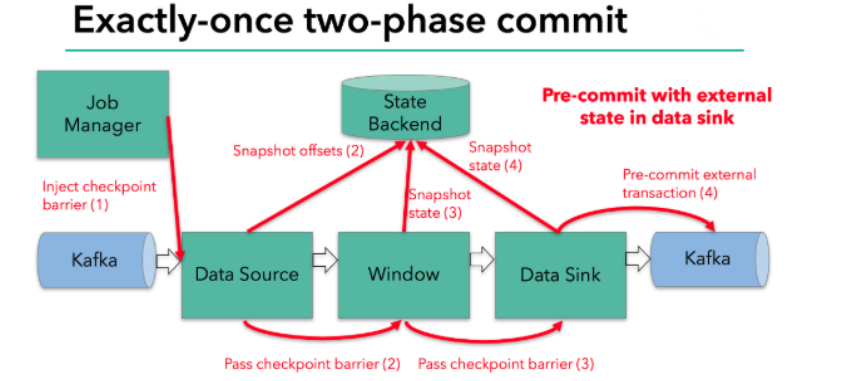 Exactly-once two-phase commit
Job
Manager
State
Backend
Pre-commit with external
state in data sink
Snapshot offsets (2)
Snapshot
state (4)
Pre-commit external
transaction (4)
Inject checkpoint
barrier (1)
Snapshot
state (3)
Kafka
Data Source
Window
Data Sink
Kafka
Pass checkpoint barrier (2)
Pass checkpoint barrier (3)